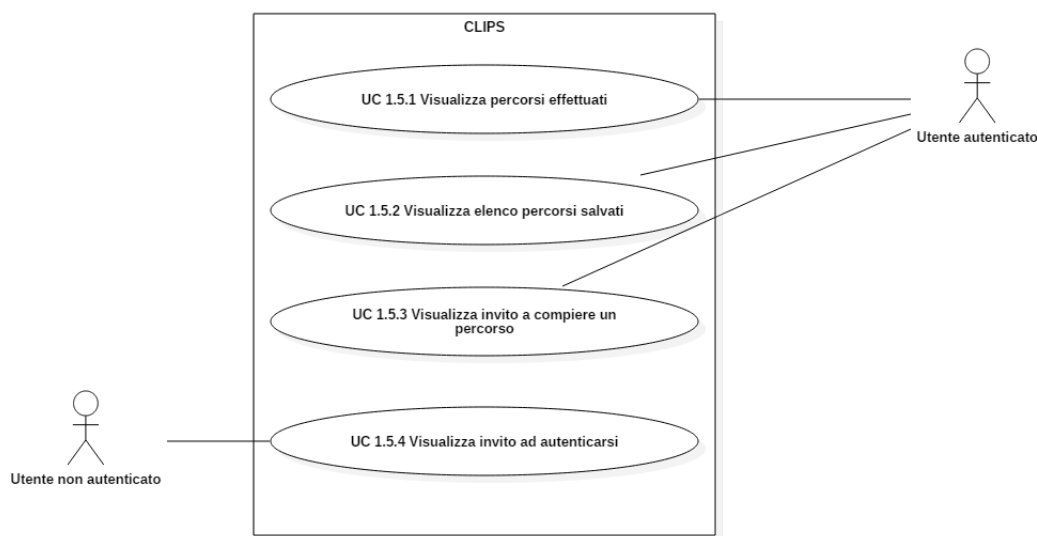 CLIPS
UC 1.5.1 Visualizza percorsi effettuati
Utente autenticato
UC 1.5.2 Visualizza elenco percorsi salvati
UC 1.5.3 Visualizza invito a compiere un
percorso
UC 1.5.4 Visualizza invito ad autenticarsi
Utente non autenticato